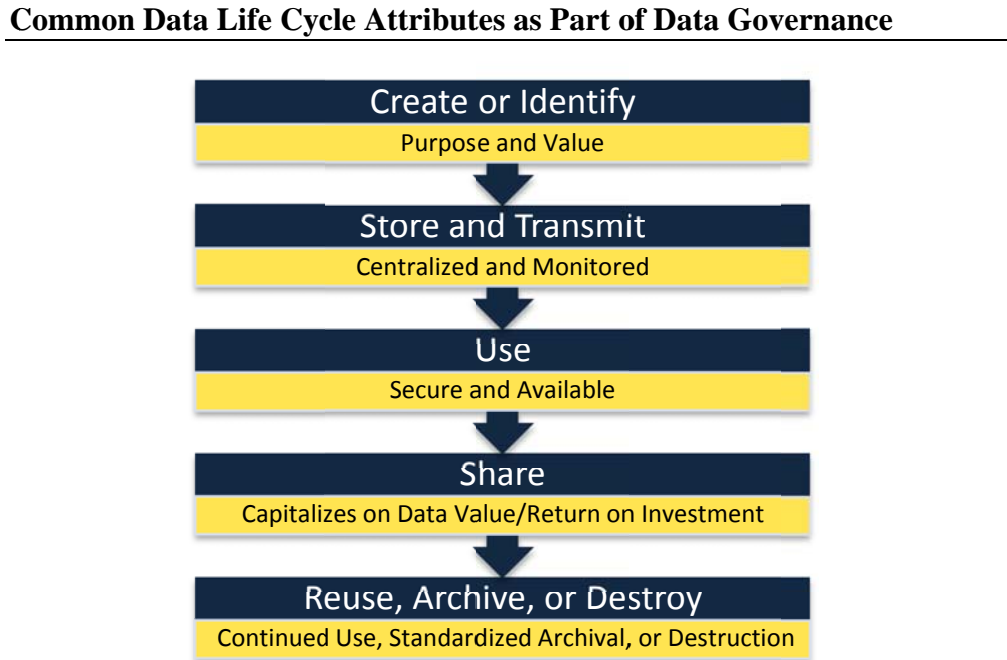 Common Data Life Cycle Attributes as Part of Data Governance
Create or Identify
Purpose and Value
Store and Transmit
Centralized and Monitored
Use
Secure and Available
Share
Capitalizes on Data Value/Return on Investment
Reuse, Archive, or Destroy
Continued Use, Standardized Archival, or Destruction